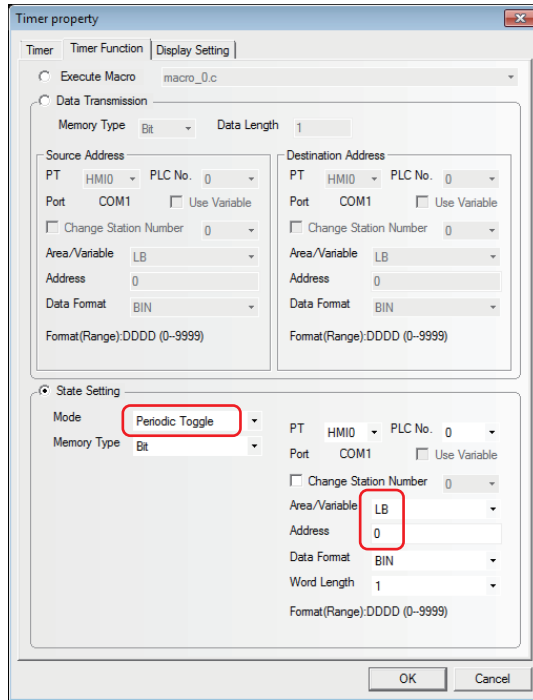 Timer property
Timer Timer Function Display Setting
Execute Macro macro_0.c
Data Transmission
Memory Type Bit Data Length 1
Source Address
PT HMI0 PLC No. 0
Port COM1 Use Variable
Change Station Number 0
Area/Variable LB
Address 0
Data Format BIN
Format(Range):DDDD (0--9999)
Destination Address
PT HMI0 PLC No. 0
Port COM1 Use Variable
Change Station Number 0
Area/Variable LB
Address 0
Data Format BIN
Format(Range):DDDD (0--9999)
State Setting
Mode Periodic Toggle
Memory Type Bit
PT HMI0 PLC No. 0
Port COM1 Use Variable
Change Station Number 0
Area/Variable LB
Address 0
Data Format BIN
Word Length 1
Format(Range):DDDD (0--9999)
OK Cancel